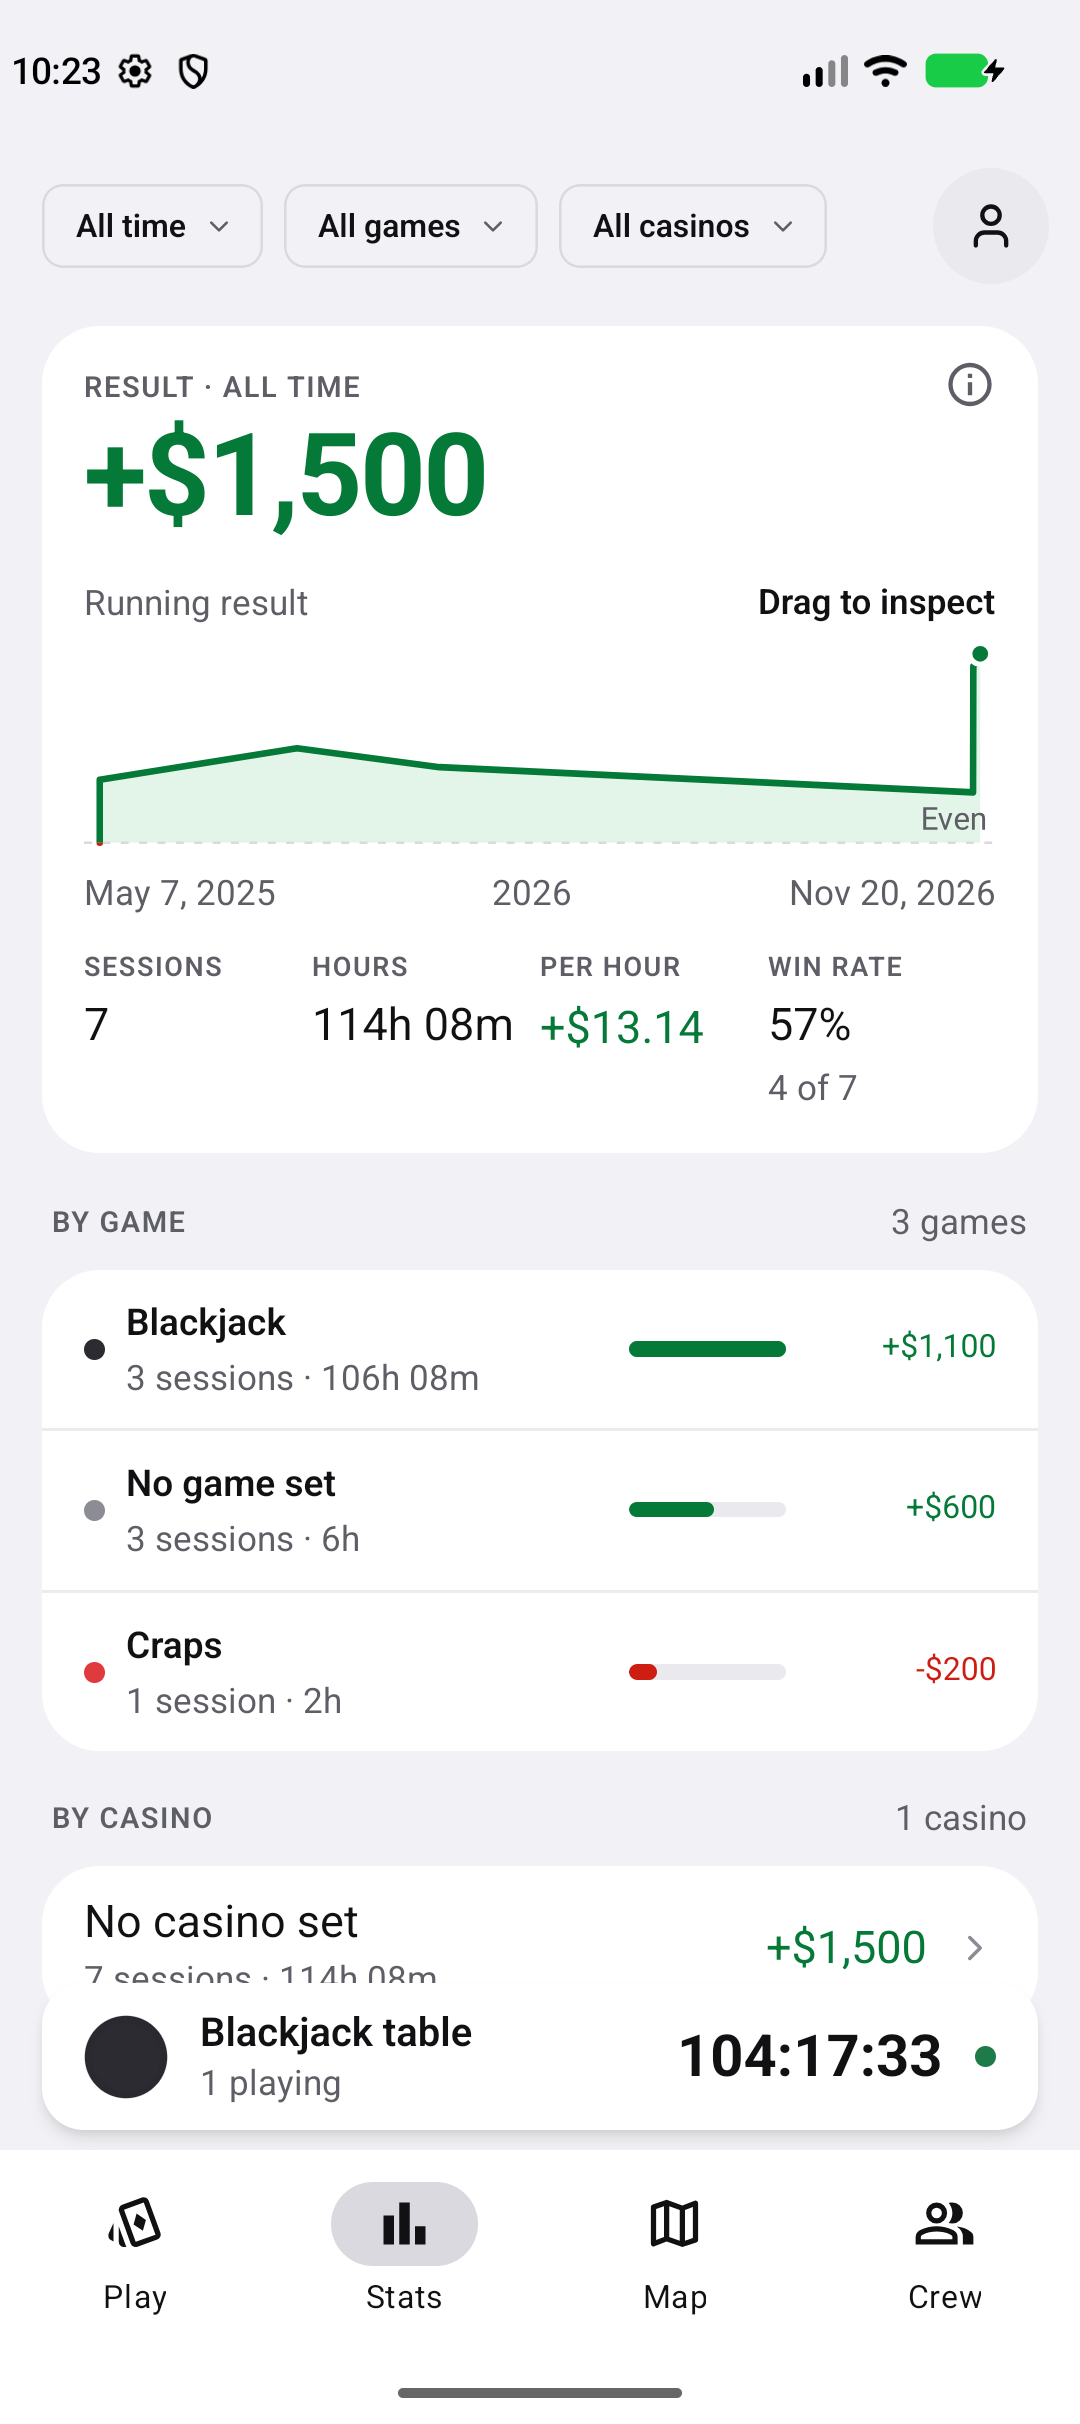 10:23
All time
All games
All casinos
RESULT · ALL TIME
+$1,500
Running result
Drag to inspect
Even
May 7, 2025
2026
Nov 20, 2026
SESSIONS
HOURS
PER HOUR
WIN RATE
7
114h 08m
+$13.14
57%
4 of 7
BY GAME
3 games
Blackjack
3 sessions · 106h 08m
+$1,100
No game set
3 sessions · 6h
+$600
Craps
1 session · 2h
-$200
BY CASINO
1 casino
No casino set
7 sessions · 114h 08m
+$1,500
Blackjack table
1 playing
104:17:33
Play
Stats
Map
Crew